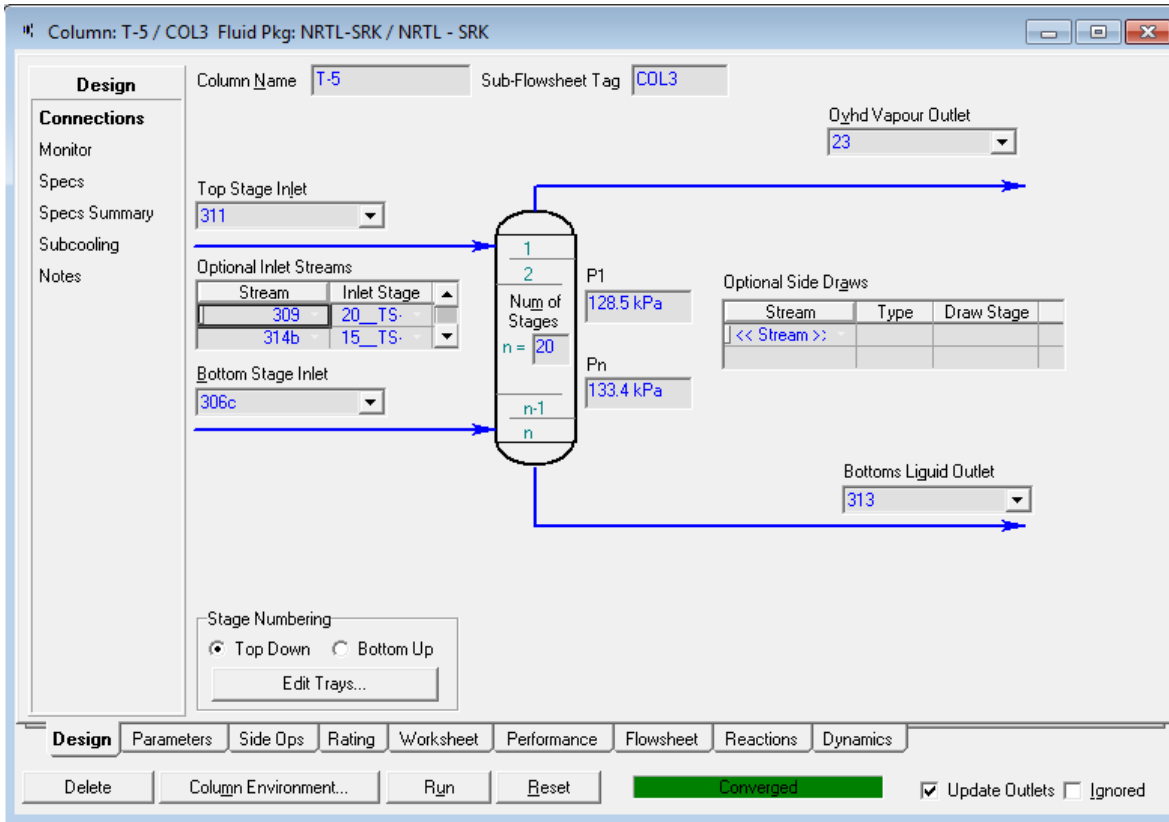 Column: T-5 / COL3 Fluid Pkg: NRTL-SRK / NRTL - SRK
Design
Connections
Monitor
Specs
Specs Summary
Subcooling
Notes
Column Name T-5 Sub-Flowsheet Tag COL3
Ovhd Vapour Outlet
23
Top Stage Inlet
311
Optional Inlet Streams
Stream Inlet Stage
309 20__TS-
314b 15__TS-
Bottom Stage Inlet
306c
1
2
Num of
Stages
n = 20
n-1
n
P1
128.5 kPa
Pn
133.4 kPa
Optional Side Draws
Stream Type Draw Stage
<< Stream >>
Bottoms Liquid Outlet
313
Stage Numbering
Top Down Bottom Up
Edit Trays...
Design Parameters Side Ops Rating Worksheet Performance Flowsheet Reactions Dynamics
Delete Column Environment... Run Reset Converged Update Outlets Ignored